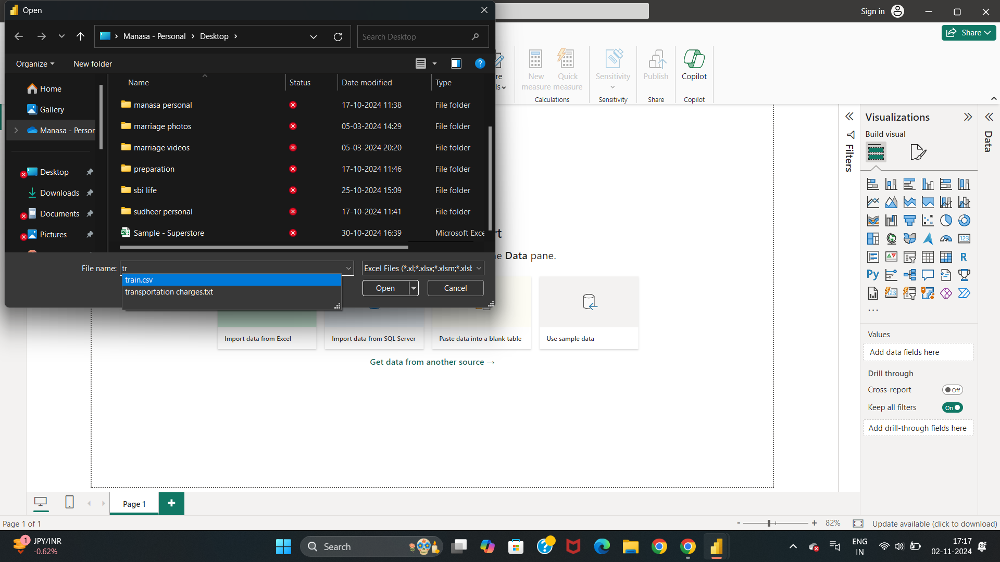 Open
Sign in
Manasa - Personal
Desktop
Search Desktop
Share
Organize
New folder
Name
Status
Date modified
Type
Home
Gallery
Manasa - Person
Desktop
Downloads
Documents
Pictures
manasa personal 17-10-2024 11:38 File folder
marriage photos 05-03-2024 14:29 File folder
marriage videos 05-03-2024 20:20 File folder
preparation 17-10-2024 11:46 File folder
sbi life 25-10-2024 15:09 File folder
sudheer personal 17-10-2024 11:41 File folder
Sample - Superstore 30-10-2024 16:39 Microsoft Exce
File name: tr
Excel Files (*.xl;*.xlsx;*.xlsm;*.xlsb
train.csv
transportation charges.txt
Open
Cancel
New
measure
Quick
measure
Calculations
Sensitivity
Sensitivity
Publish
Share
Copilot
Copilot
Data pane.
Import data from Excel
Import data from SQL Server
Paste data into a blank table
Use sample data
Get data from another source →
Filters
Visualizations
Build visual
123
R
Py
123
...
Values
Add data fields here
Drill through
Cross-report
Off
Keep all filters
On
Add drill-through fields here
Data
Page 1
+
Page 1 of 1
- + 82%
Update available (click to download)
1
JPY/INR
-0.62%
Search
ENG
IN
17:17
02-11-2024